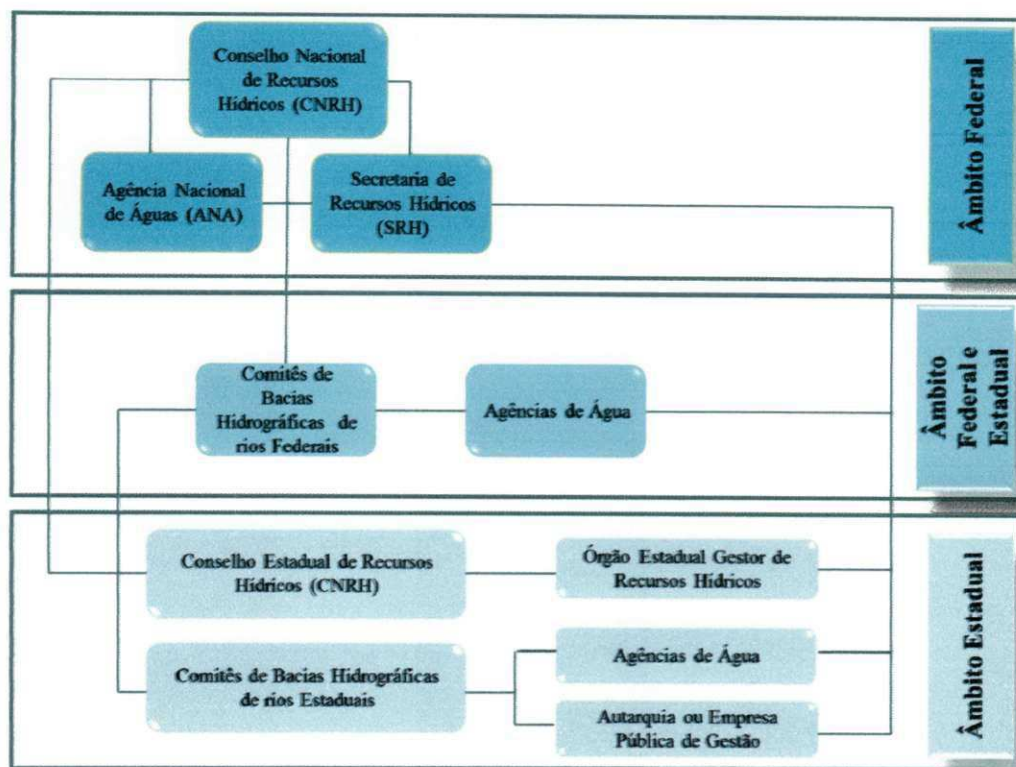 Conselho Nacional
de Recursos
Hídricos (CNRH)
Agência Nacional
de Águas (ANA)
Secretaria de
Recursos Hídricos
(SRH)
Âmbito Federal
Comitês de
Bacias
Hidrográficas de
rios Federais
Agências de Água
Âmbito
Federal e
Estadual
Conselho Estadual de Recursos
Hídricos (CNRH)
Órgão Estadual Gestor de
Recursos Hídricos
Comitês de Bacias Hidrográficas
de rios Estaduais
Agências de Água
Autarquia ou Empresa
Pública de Gestão
Âmbito Estadual